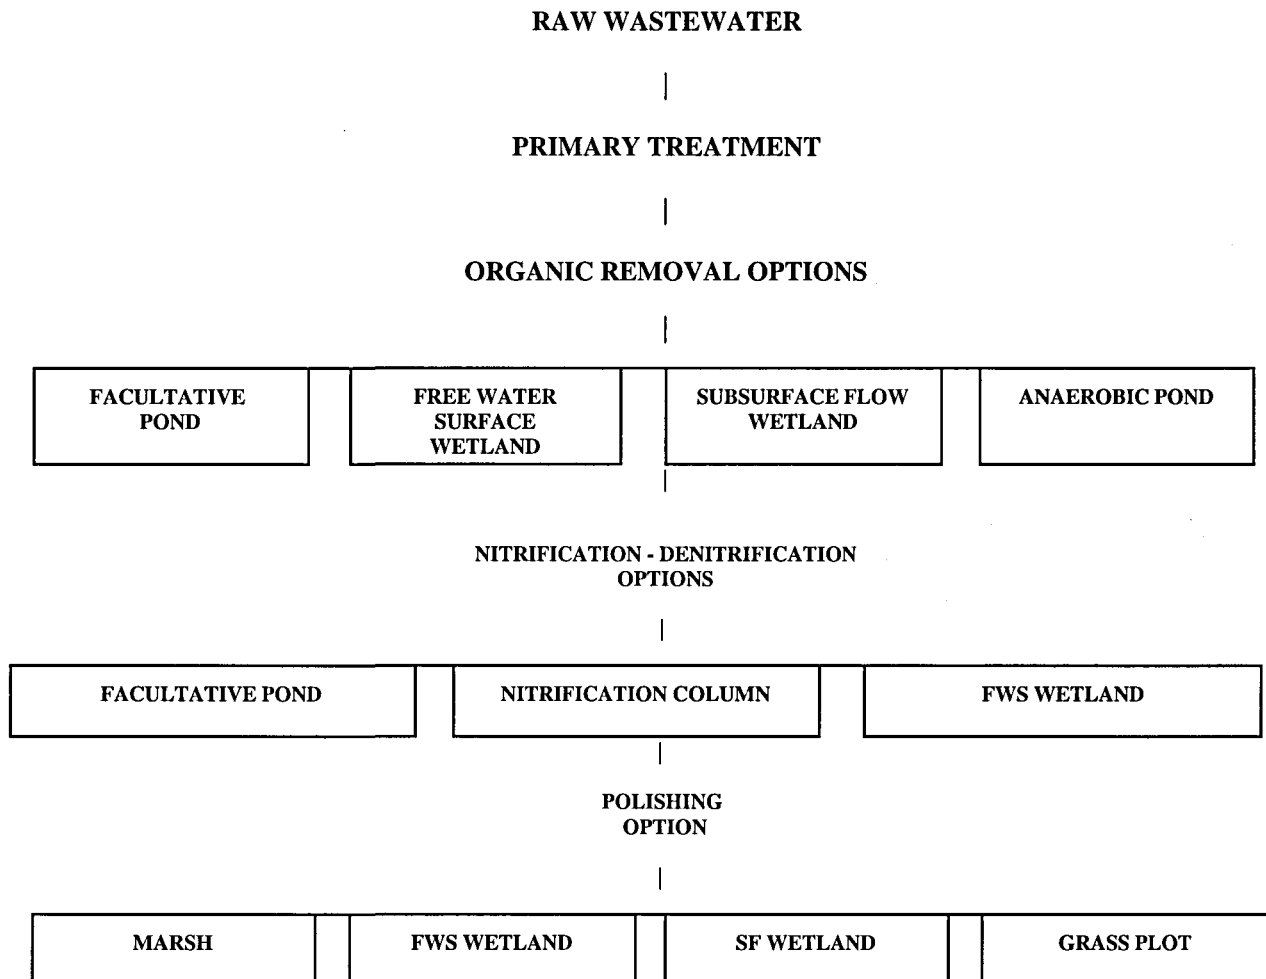 RAW WASTEWATER
PRIMARY TREATMENT
ORGANIC REMOVAL OPTIONS
FACULTATIVE
POND
FREE WATER
SURFACE
WETLAND
SUBSURFACE FLOW
WETLAND
ANAEROBIC POND
NITRIFICATION - DENITRIFICATION
OPTIONS
FACULTATIVE POND
NITRIFICATION COLUMN
FWS WETLAND
POLISHING
OPTION
MARSH
FWS WETLAND
SF WETLAND
GRASS PLOT